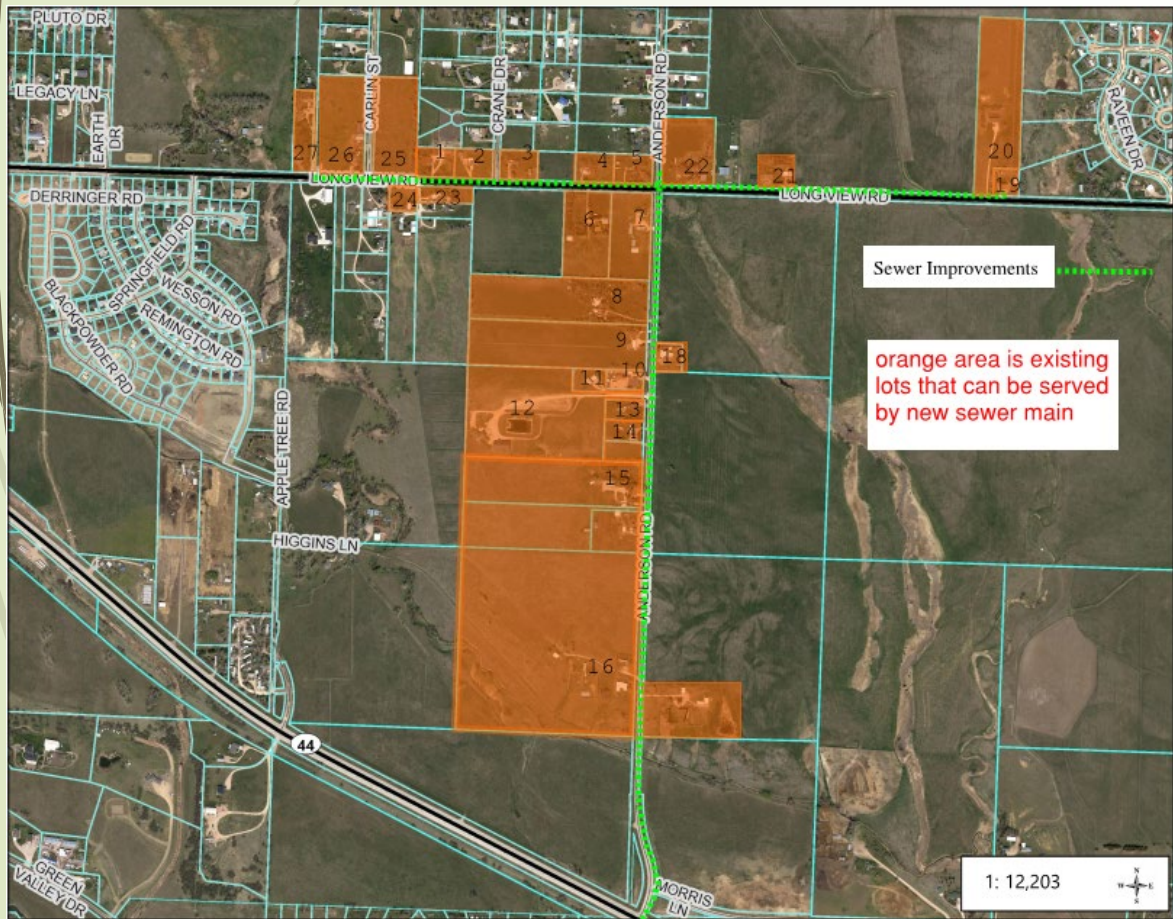 PLUTO DR
LEGACY LN
EARTH
DR
CARLIN ST
CRANE DR
ANDERSON RD
RAVEEN DR
27
26
25
1
2
3
4
5
22
21
20
19
LONGVIEW RD
LONGVIEW RD
DERRINGER RD
SPRINGFIELD RD
WESSON RD
REMINGTON RD
BLACKPOWDER RD
24
23
6
7
8
9
10
11
12
13
14
18
15
16
Sewer Improvements
orange area is existing
lots that can be served
by new sewer main
APPLE TREE RD
HIGGINS LN
ANDERSON RD
44
GREEN
VALLEY DR
MORRIS
LN
1: 12,203
N
W
E
S